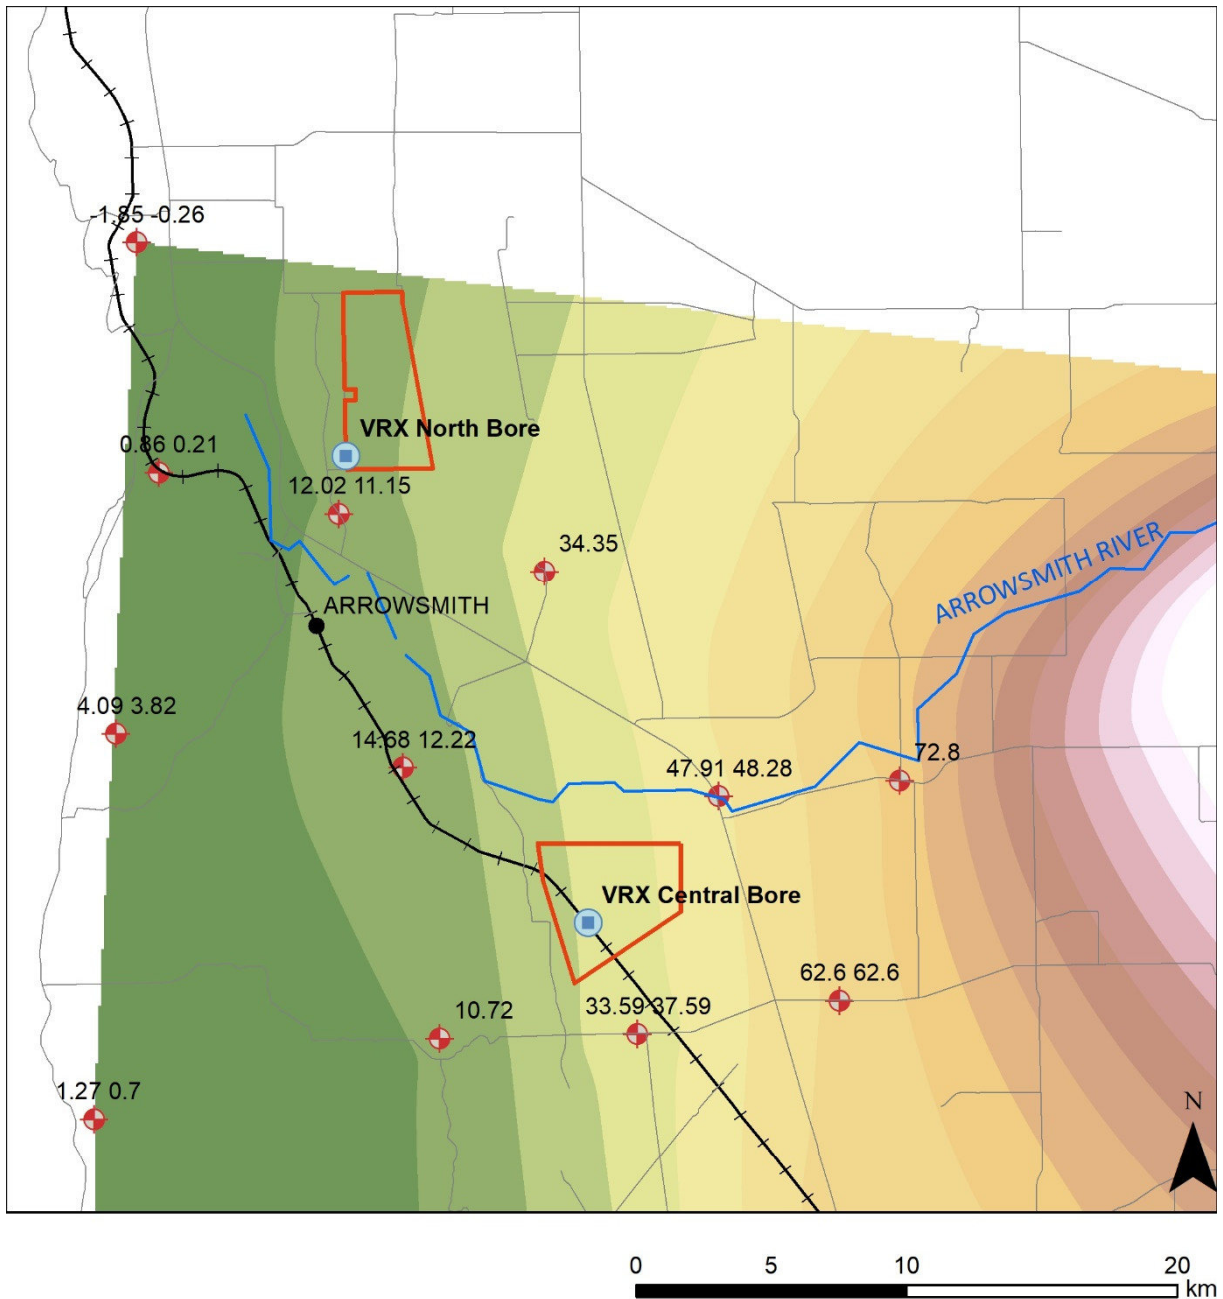 -1.85 -0.26
VRX North Bore
0.86 0.21
12.02 11.15
34.35
ARROWSMITH RIVER
ARROWSMITH
4.09 3.82
14.68 12.22
47.91 48.28
72.8
VRX Central Bore
62.6 62.6
10.72
33.59 37.59
1.27 0.7
N
0 5 10 20
km